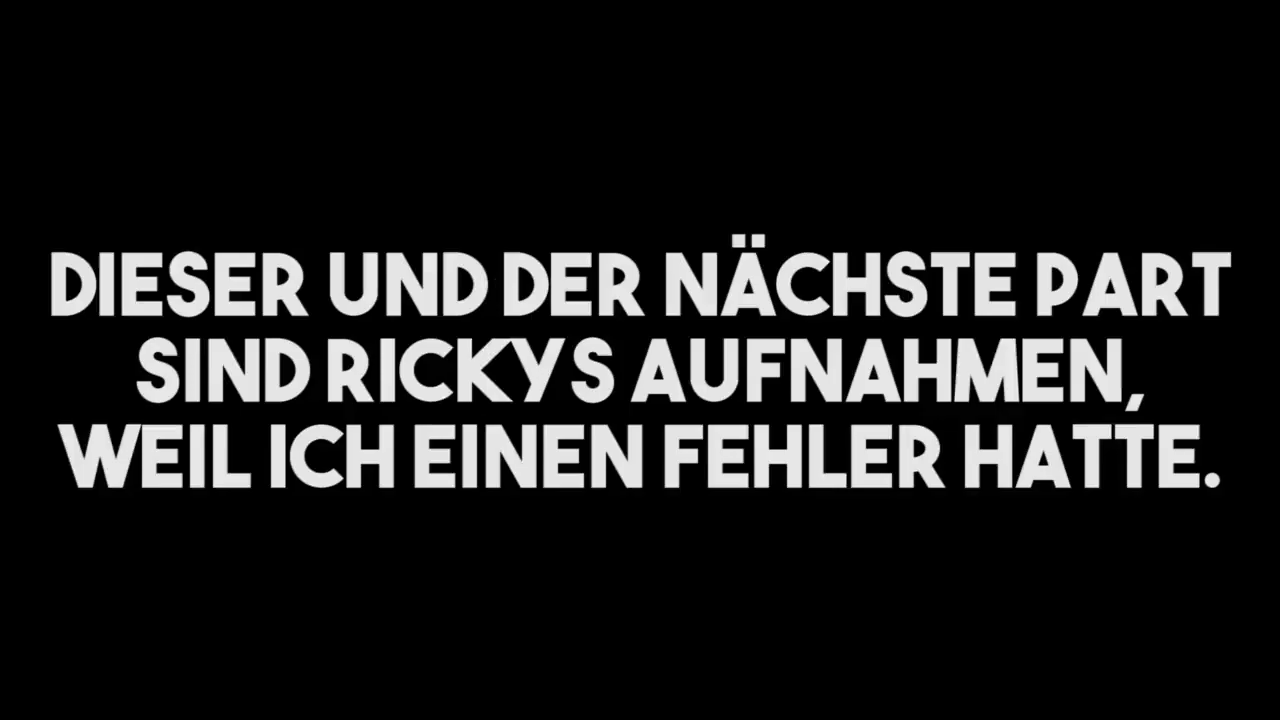 DIESER UND DER NÄCHSTE PART
SIND RICKYS AUFNAHMEN,
WEIL ICH EINEN FEHLER HATTE.